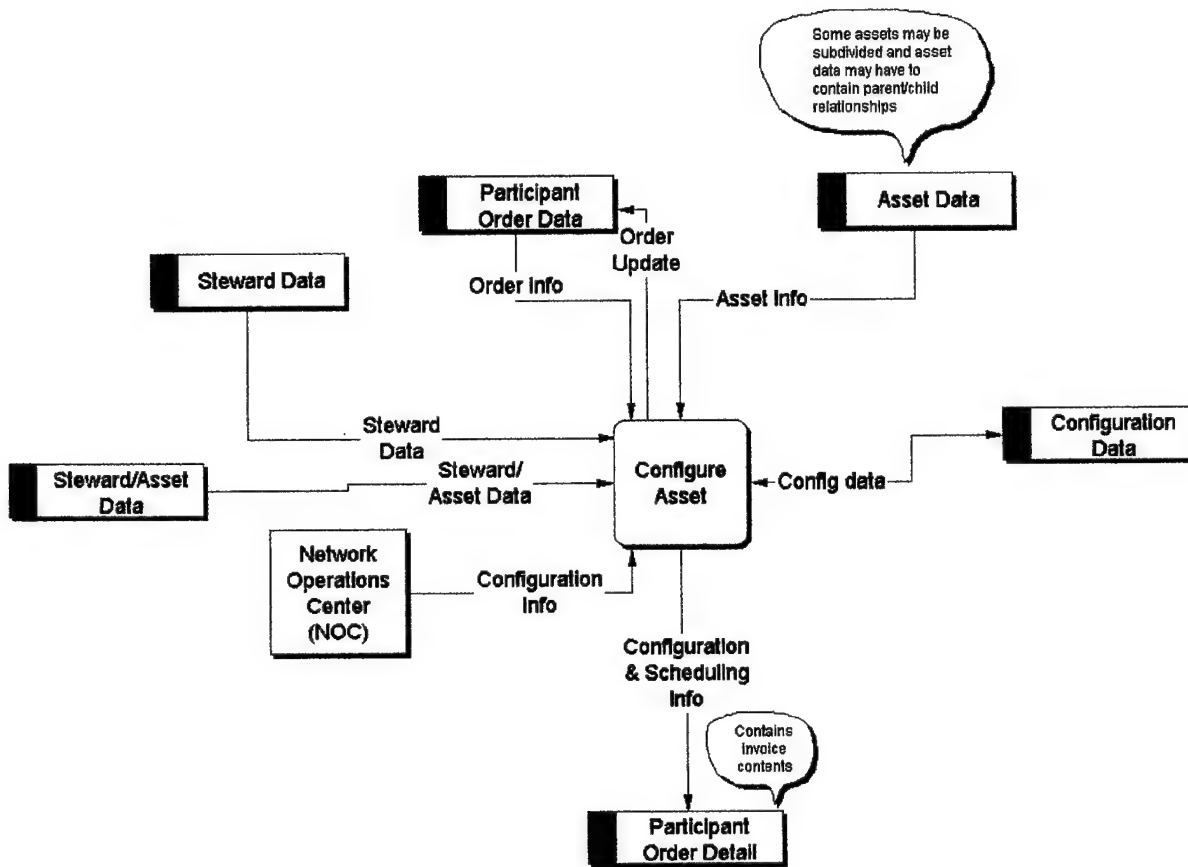 Some assets may be
subdivided and asset
data may have to
contain parent/child
relationships
Participant
Order Data
Asset Data
Order
Update
Steward Data
Order Info
Asset Info
Steward
Data
Configuration
Data
Steward/Asset
Data
Steward/
Asset Data
Configure
Asset
Config data
Network
Operations
Center
(NOC)
Configuration
Info
Configuration
& Scheduling
Info
Contains
invoice
contents
Participant
Order Detail